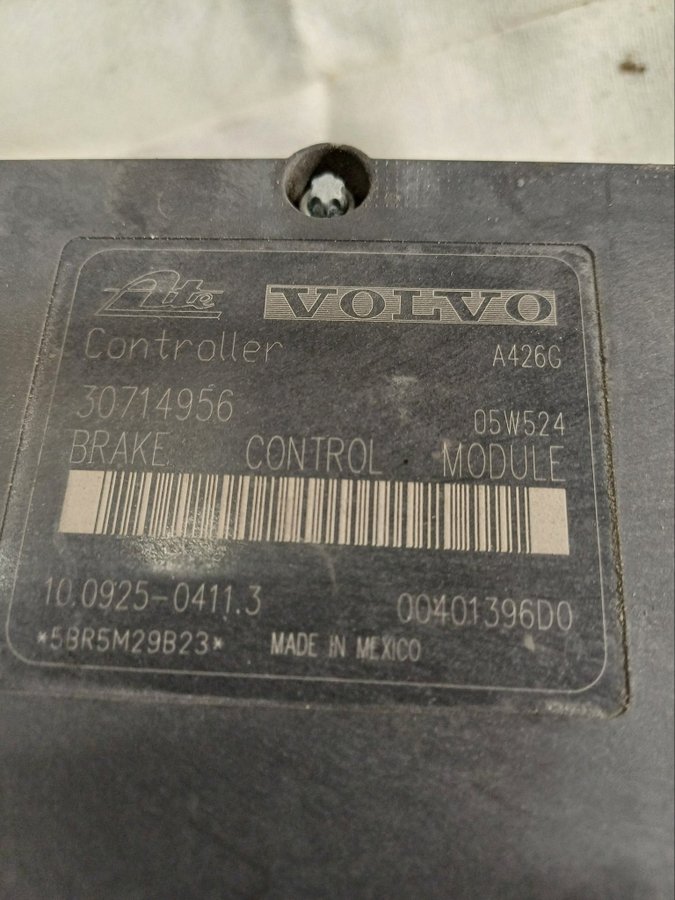 Ate VOLVO
Controller A426G
30714956 05W524
BRAKE CONTROL MODULE
10.0925-0411.3 00401396D0
*5BR5M29B23* MADE IN MEXICO